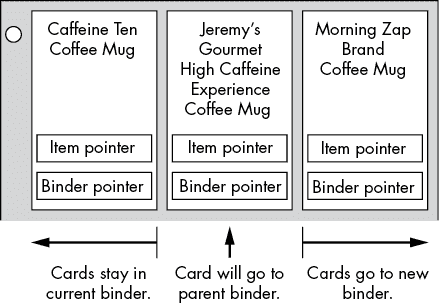 Caffeine Ten
Coffee Mug
Item pointer
Binder pointer
Jeremy's
Gourmet
High Caffeine
Experience
Coffee Mug
Item pointer
Binder pointer
Morning Zap
Brand
Coffee Mug
Item pointer
Binder pointer
Cards stay in
current binder.
Card will go to
parent binder.
Cards go to new
binder.